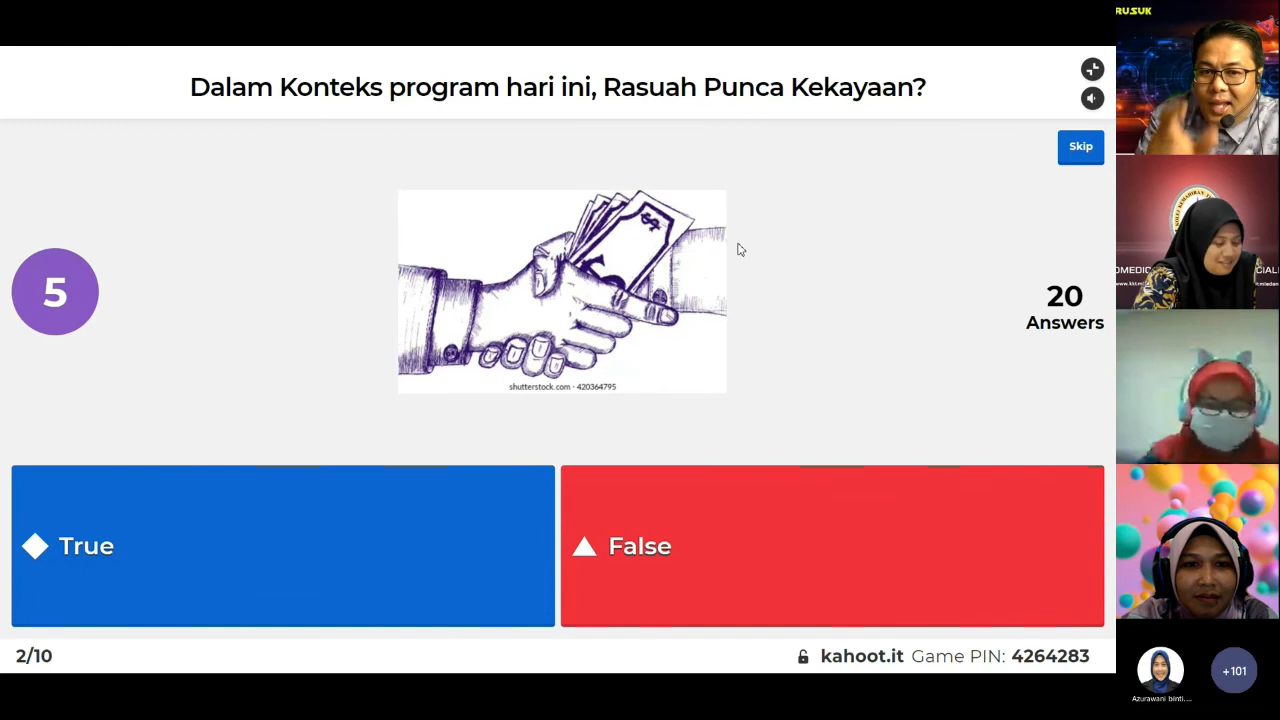 RUSUK
Dalam Konteks program hari ini, Rasuah Punca Kekayaan?
Skip
5
20
Answers
shutterstock.com · 420364795
True
False
2/10
kahoot.it Game PIN: 4264283
Azurawani binti....
+101